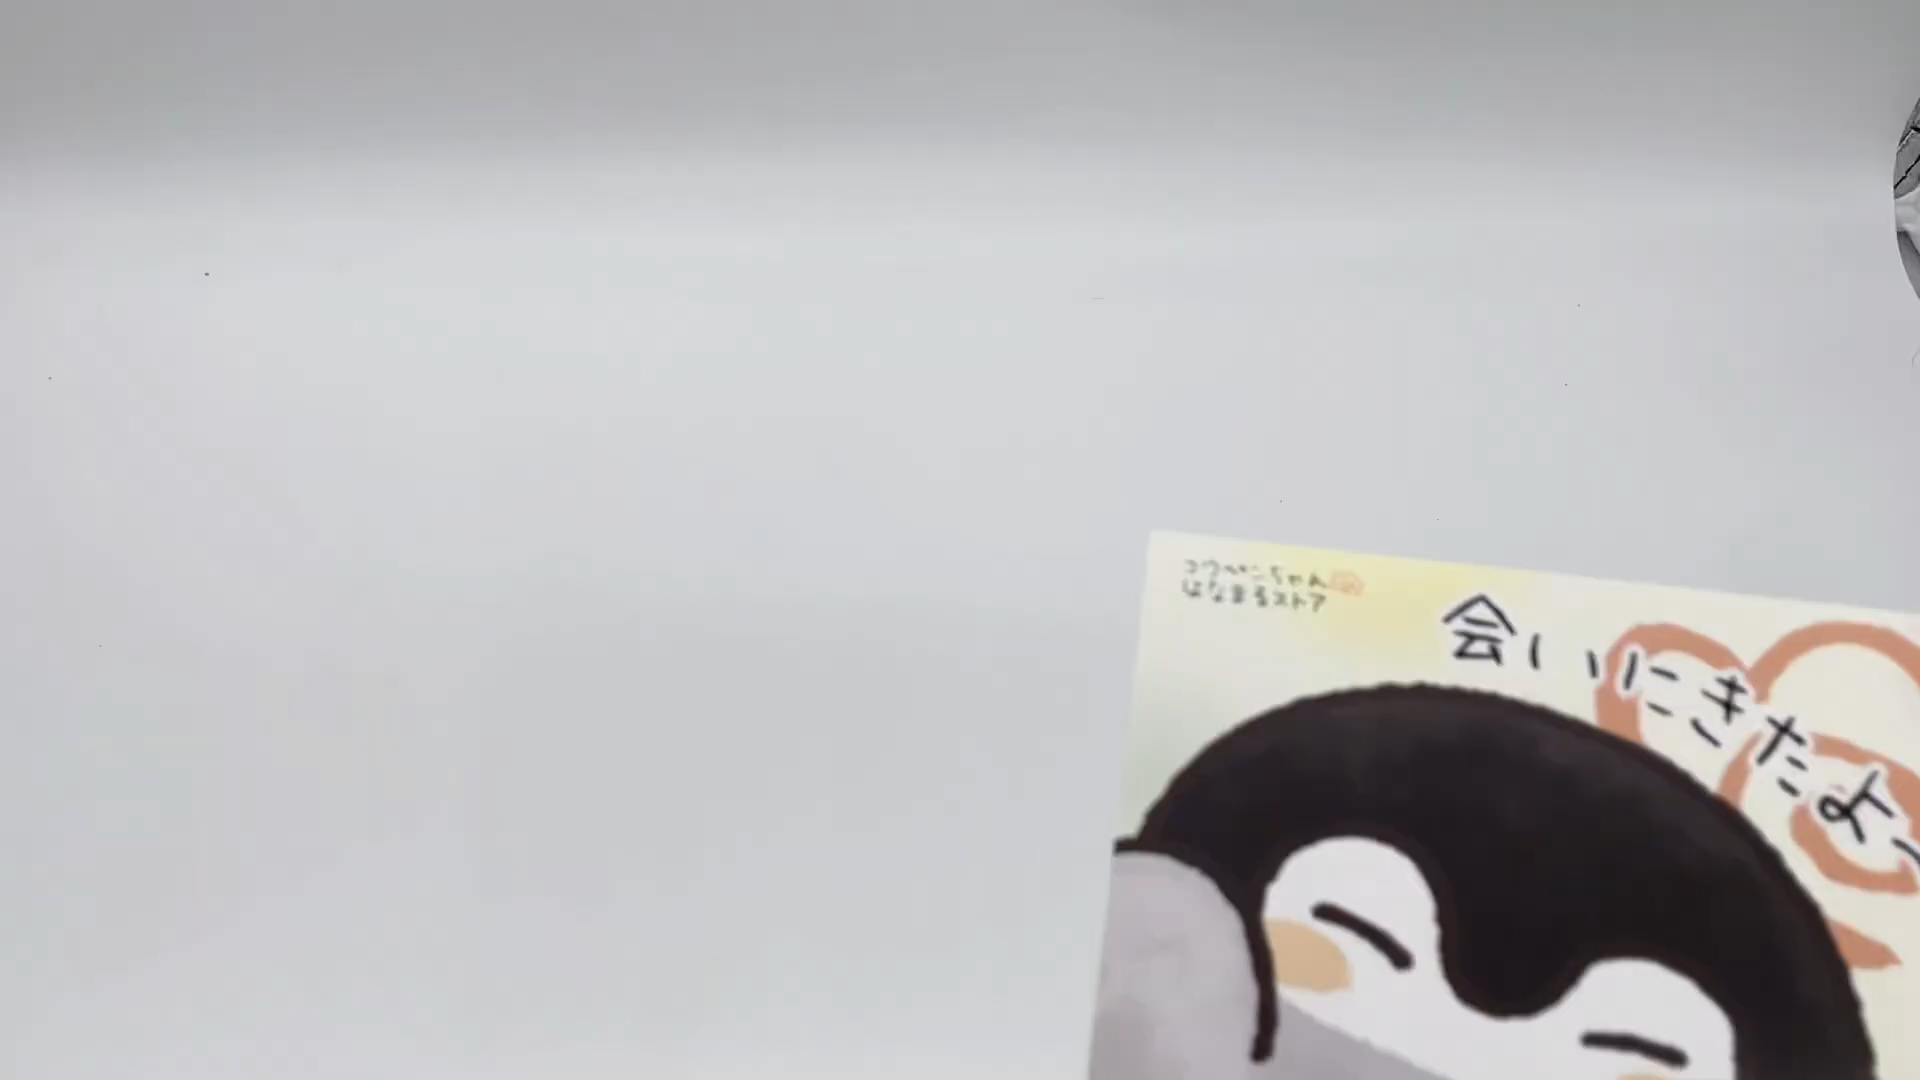 コウペンちゃん
はなまるストア
会いにきたよ